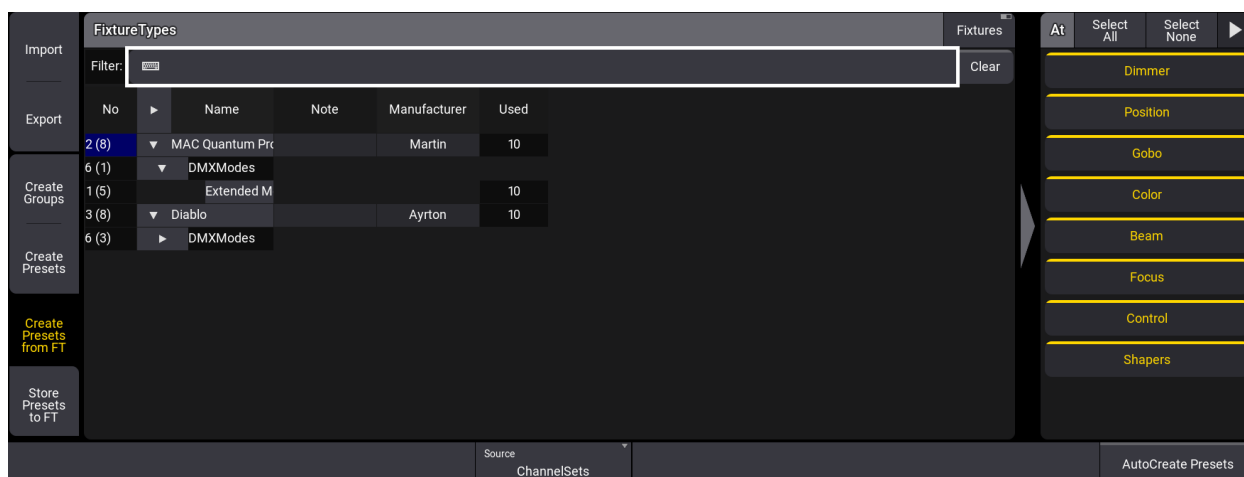 Import
Export
Create
Groups
Create
Presets
Create
Presets
from FT
Store
Presets
to FT
FixtureTypes
Fixtures
Filter:
Clear
No Name Note Manufacturer Used
2 (8) MAC Quantum Pro Martin 10
6 (1) DMXModes
1 (5) Extended M 10
3 (8) Diablo Ayrton 10
6 (3) DMXModes
At
Select
All
Select
None
Dimmer
Position
Gobo
Color
Beam
Focus
Control
Shapers
Source
ChannelSets
AutoCreate Presets